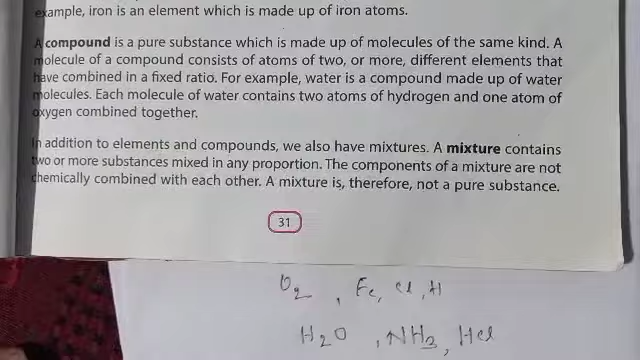 example, iron is an element which is made up of iron atoms.
A compound is a pure substance which is made up of molecules of the same kind. A
molecule of a compound consists of atoms of two, or more, different elements that
have combined in a fixed ratio. For example, water is a compound made up of water
molecules. Each molecule of water contains two atoms of hydrogen and one atom of
oxygen combined together.
In addition to elements and compounds, we also have mixtures. A mixture contains
two or more substances mixed in any proportion. The components of a mixture are not
chemically combined with each other. A mixture is, therefore, not a pure substance.
31
O2 , Fe, Cl, H
H2O , NH3, HCl